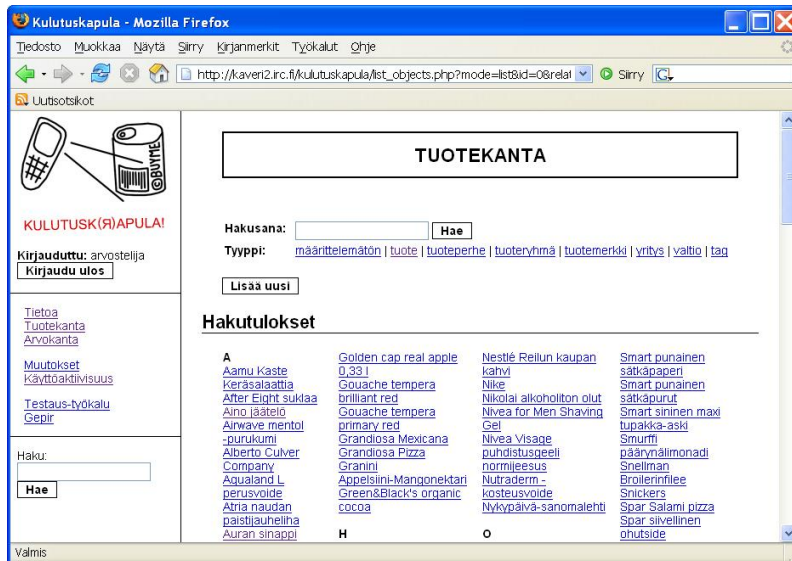 Kulutuskapula - Mozilla Firefox
Tiedosto Muokkaa Näytä Siirry Kirjanmerkit Työkalut Ohje
http://kaveri2.irc.fi/kulutuskapula/list_objects.php?mode=list&id=0&relat
Siirry
G
Uutisotsikot
©BUYME
KULUTUSK(Я)APULA!
Kirjauduttu: arvostelija
Kirjaudu ulos
Tietoa
Tuotekanta
Arvokanta
Muutokset
Käyttöaktiivisuus
Testaus-työkalu
Gepir
Haku:
Hae
TUOTEKANTA
Hakusana:
Hae
Tyyppi: määrittelemätön | tuote | tuoteperhe | tuoteryhmä | tuotemerkki | yritys | valtio | tag
Lisää uusi
Hakutulokset
A
Aamu Kaste
Keräsalaattia
After Eight suklaa
Aino jäätelö
Airwave mentol
-purukumi
Alberto Culver
Company
Aqualand L
perusvoide
Atria naudan
paistijauheliha
Auran sinappi
Golden cap real apple
0,33 l
Gouache tempera
brilliant red
Gouache tempera
primary red
Grandiosa Mexicana
Grandiosa Pizza
Granini
Appelsiini-Mangonektari
Green&Black's organic
cocoa
H
Nestlé Reilun kaupan
kahvi
Nike
Nikolai alkoholiton olut
Nivea for Men Shaving
Gel
Nivea Visage
puhdistusgeeli
normijeesus
Nutraderm -
kosteusvoide
Nykypäivä-sanomalehti
O
Smart punainen
sätkäpaperi
Smart punainen
sätkäpurut
Smart sininen maxi
tupakka-aski
Smurffi
päärynälimonadi
Snellman
Broilerinfilee
Snickers
Spar Salami pizza
Spar siivellinen
ohutside
Valmis